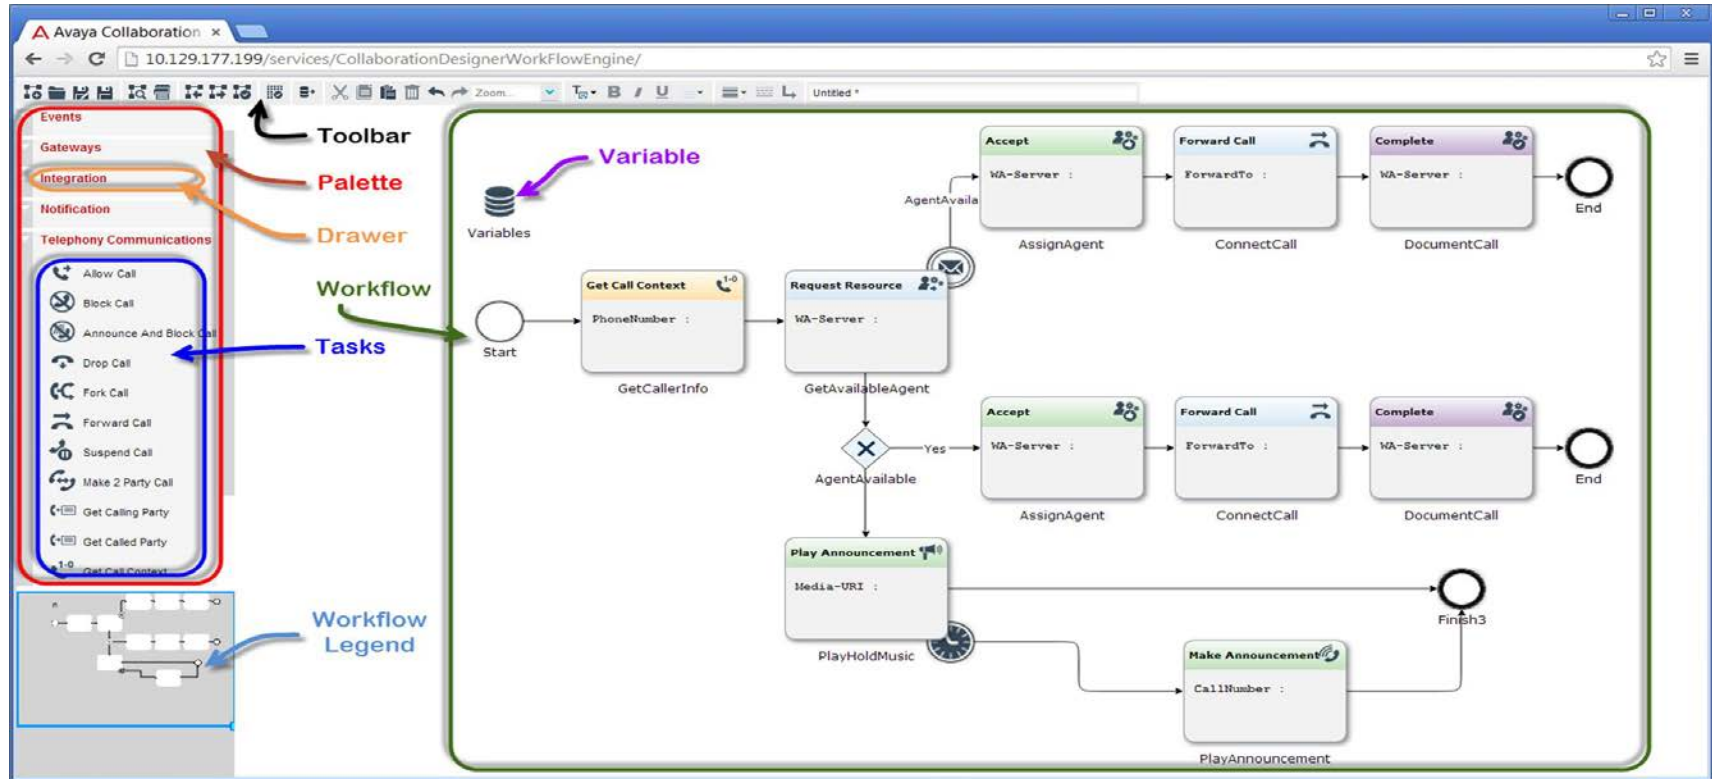 Avaya Collaboration ×
10.129.177.199/services/CollaborationDesignerWorkFlowEngine/
Zoom...
B I U
Untitled *
Events
Gateways
Integration
Notification
Telephony Communications
Allow Call
Block Call
Announce And Block Call
Drop Call
Fork Call
Forward Call
Suspend Call
Make 2 Party Call
Get Calling Party
Get Called Party
1-0
Get Call Context
Toolbar
Palette
Drawer
Workflow
Tasks
Workflow
Legend
Variable
Variables
Start
Get Call Context 1-0
PhoneNumber :
GetCallerInfo
Request Resource
WA-Server :
GetAvailableAgent
AgentAvaila
Accept
WA-Server :
AssignAgent
Forward Call
ForwardTo :
ConnectCall
Complete
WA-Server :
DocumentCall
End
AgentAvailable
Yes
Accept
WA-Server :
AssignAgent
Forward Call
ForwardTo :
ConnectCall
Complete
WA-Server :
DocumentCall
End
Play Announcement
Media-URI :
PlayHoldMusic
Finish3
Make Announcement
CallNumber :
PlayAnnouncement